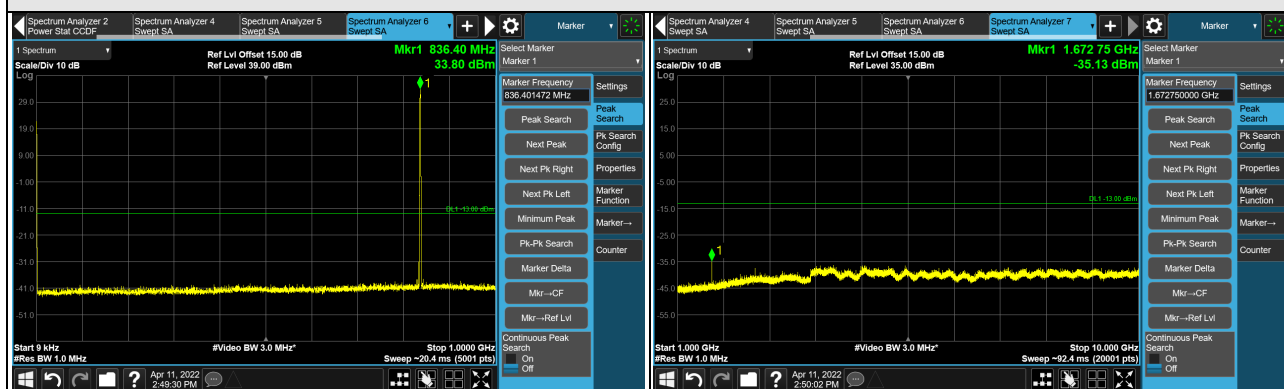 Spectrum Analyzer 2
Power Stat CCDF
Spectrum Analyzer 4
Swept SA
Spectrum Analyzer 5
Swept SA
Spectrum Analyzer 6
Swept SA
+
Marker
1 Spectrum
Scale/Div 10 dB
Log
Ref Lvl Offset 15.00 dB
Ref Level 39.00 dBm
Mkr1 836.40 MHz
33.80 dBm
1
29.0
19.0
9.00
-1.00
-11.0
-21.0
-31.0
-41.0
-51.0
DL1 -13.00 dBm
Start 9 kHz
#Res BW 1.0 MHz
#Video BW 3.0 MHz*
Stop 1.0000 GHz
Sweep ~20.4 ms (5001 pts)
Select Marker
Marker 1
Marker Frequency
836.401472 MHz
Peak Search
Next Peak
Next Pk Right
Next Pk Left
Minimum Peak
Pk-Pk Search
Marker Delta
Mkr→CF
Mkr→Ref Lvl
Continuous Peak
Search
On
Off
Settings
Peak
Search
Pk Search
Config
Properties
Marker
Function
Marker→
Counter
?
Apr 11, 2022
2:49:30 PM
Spectrum Analyzer 4
Swept SA
Spectrum Analyzer 5
Swept SA
Spectrum Analyzer 6
Swept SA
Spectrum Analyzer 7
Swept SA
+
Marker
1 Spectrum
Scale/Div 10 dB
Log
Ref Lvl Offset 15.00 dB
Ref Level 35.00 dBm
Mkr1 1.672 75 GHz
-35.13 dBm
1
25.0
15.0
5.00
-5.00
-15.0
-25.0
-35.0
-45.0
-55.0
DL1 -13.00 dBm
Start 1.000 GHz
#Res BW 1.0 MHz
#Video BW 3.0 MHz*
Stop 10.000 GHz
Sweep ~92.4 ms (20001 pts)
Select Marker
Marker 1
Marker Frequency
1.672750000 GHz
Peak Search
Next Peak
Next Pk Right
Next Pk Left
Minimum Peak
Pk-Pk Search
Marker Delta
Mkr→CF
Mkr→Ref Lvl
Continuous Peak
Search
On
Off
Settings
Peak
Search
Pk Search
Config
Properties
Marker
Function
Marker→
Counter
?
Apr 11, 2022
2:50:02 PM